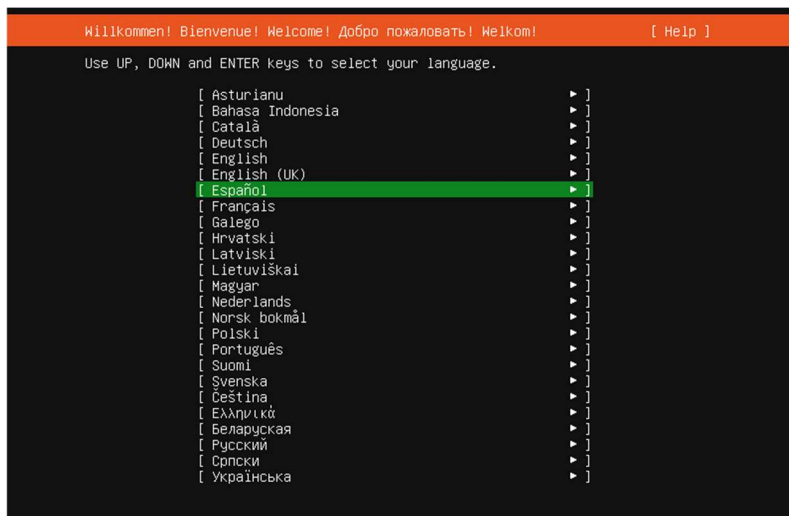 Willkommen! Bienvenue! Welcome! Добро пожаловать! Welkom! [ Help ]
Use UP, DOWN and ENTER keys to select your language.
[ Asturianu ► ]
[ Bahasa Indonesia ► ]
[ Català ► ]
[ Deutsch ► ]
[ English ► ]
[ English (UK) ► ]
[ Español ► ]
[ Français ► ]
[ Galego ► ]
[ Hrvatski ► ]
[ Latviski ► ]
[ Lietuviškai ► ]
[ Magyar ► ]
[ Nederlands ► ]
[ Norsk bokmål ► ]
[ Polski ► ]
[ Português ► ]
[ Suomi ► ]
[ Svenska ► ]
[ Čeština ► ]
[ Ελληνικά ► ]
[ Беларуская ► ]
[ Русский ► ]
[ Српски ► ]
[ Українська ► ]